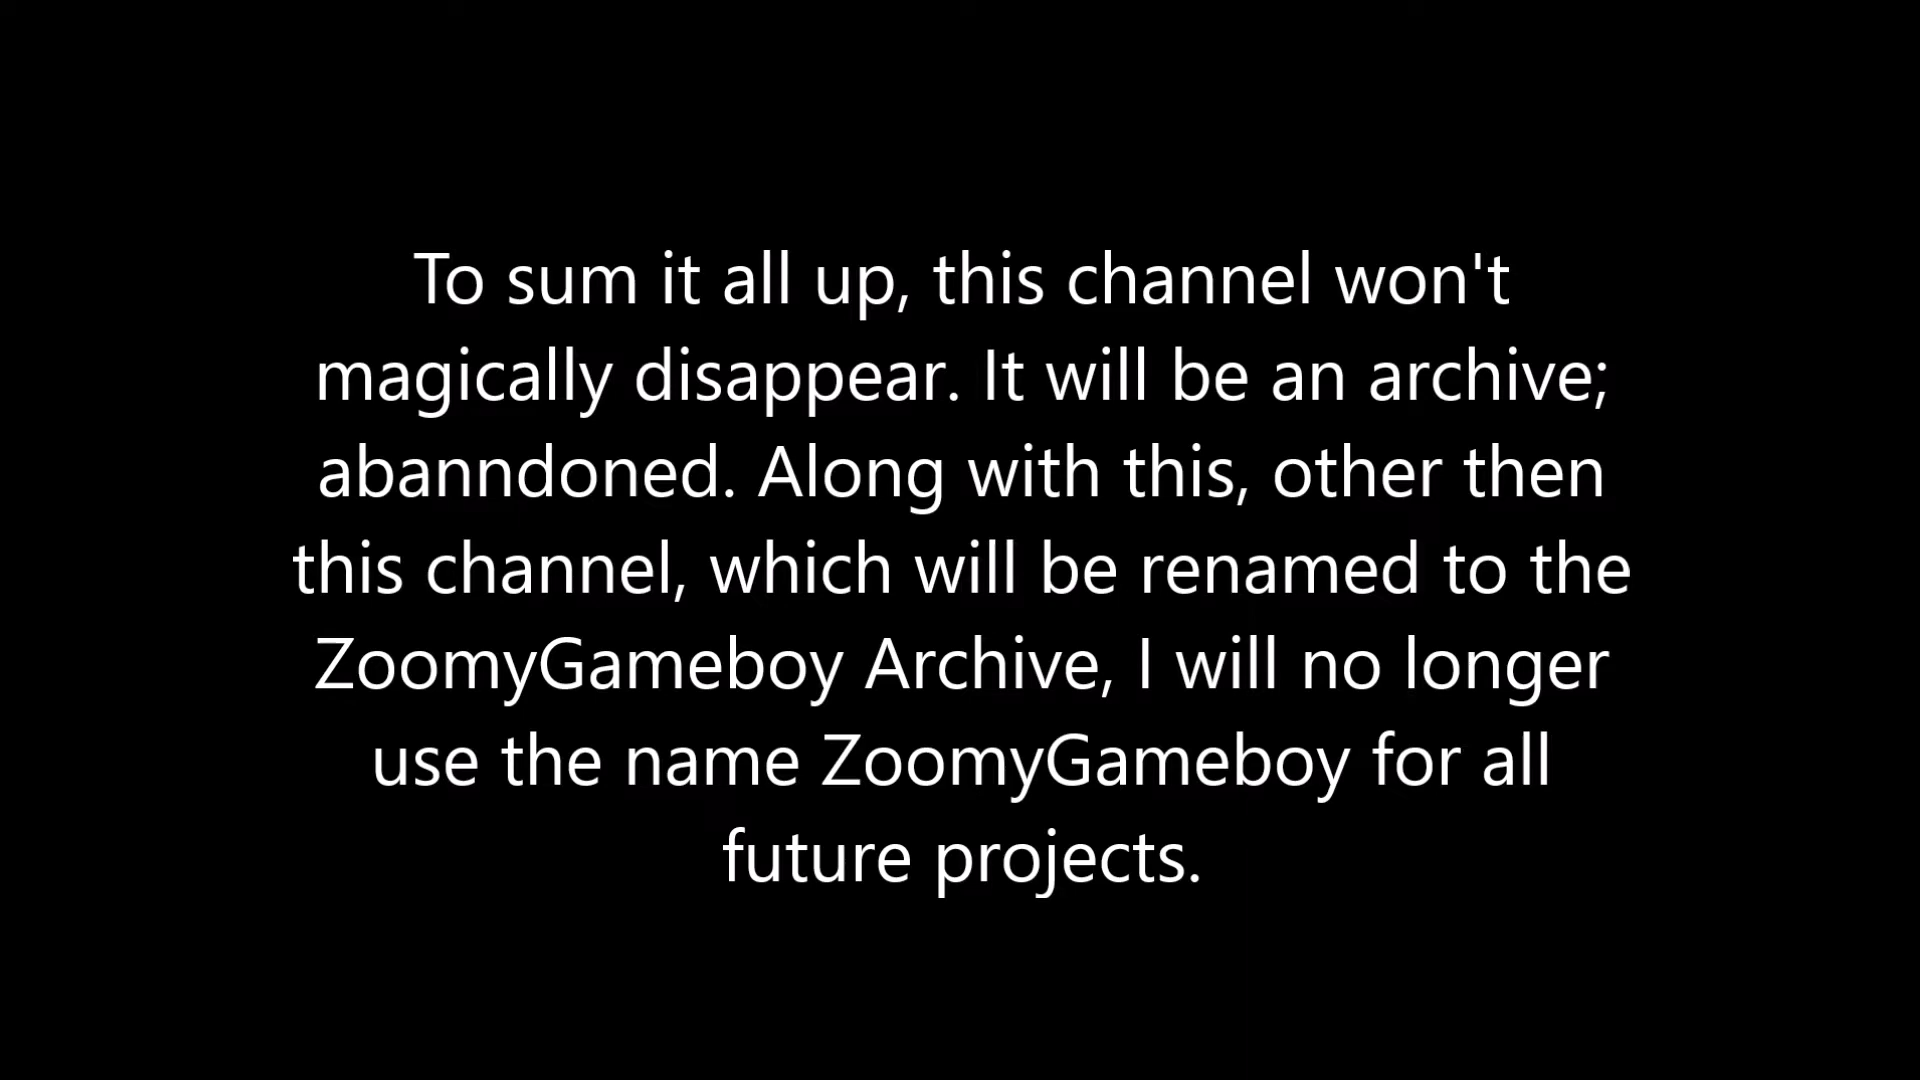 To sum it all up, this channel won't
magically disappear. It will be an archive;
abanndoned. Along with this, other then
this channel, which will be renamed to the
ZoomyGameboy Archive, I will no longer
use the name ZoomyGameboy for all
future projects.